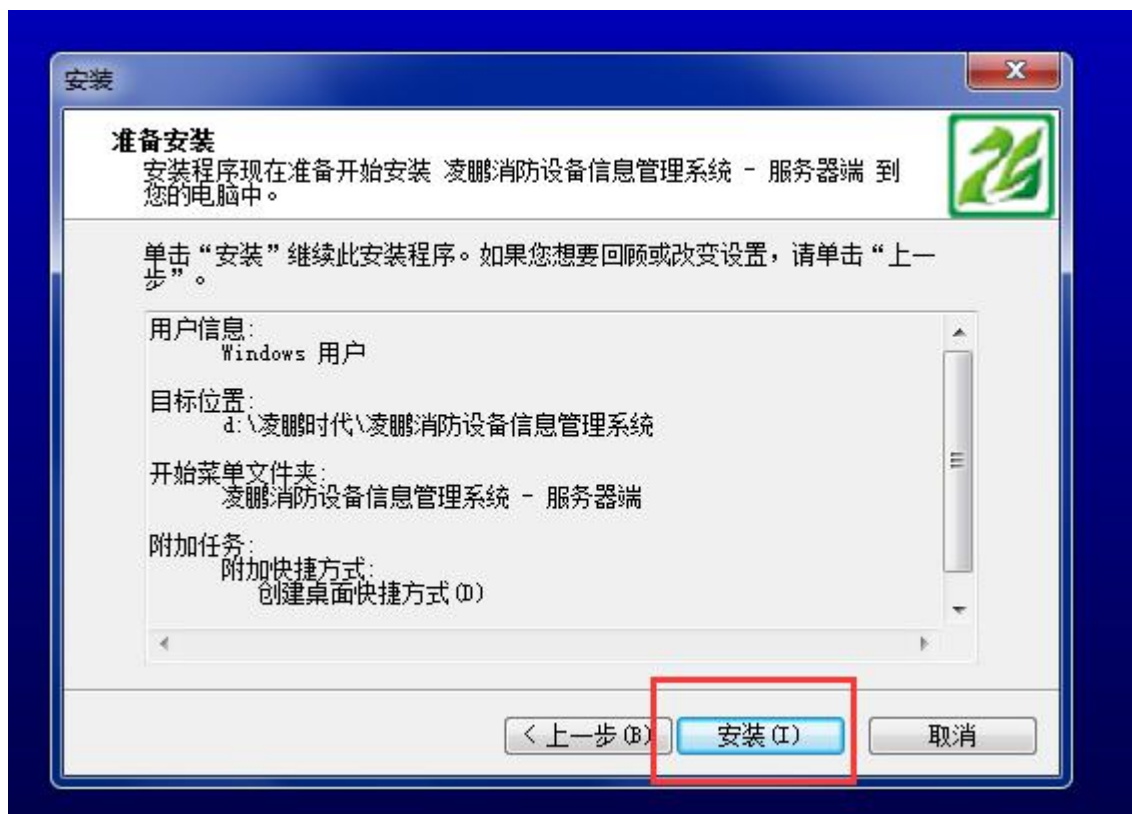 安装
准备安装
安装程序现在准备开始安装 凌鹏消防设备信息管理系统 - 服务器端 到
您的电脑中。
单击“安装”继续此安装程序。如果您想要回顾或改变设置，请单击“上一
步”。
用户信息:
Windows 用户
目标位置:
d:\凌鹏时代\凌鹏消防设备信息管理系统
开始菜单文件夹:
凌鹏消防设备信息管理系统 - 服务器端
附加任务:
附加快捷方式:
创建桌面快捷方式(D)
< 上一步(B) 安装(I) 取消